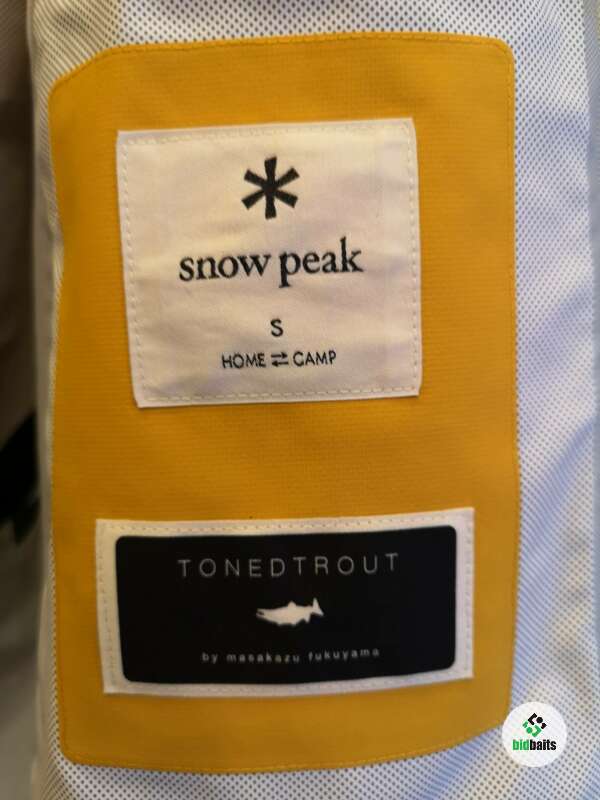 snow peak
S
HOME ⇄ CAMP
TONEDTROUT
by masakazu fukuyama
bidbaits